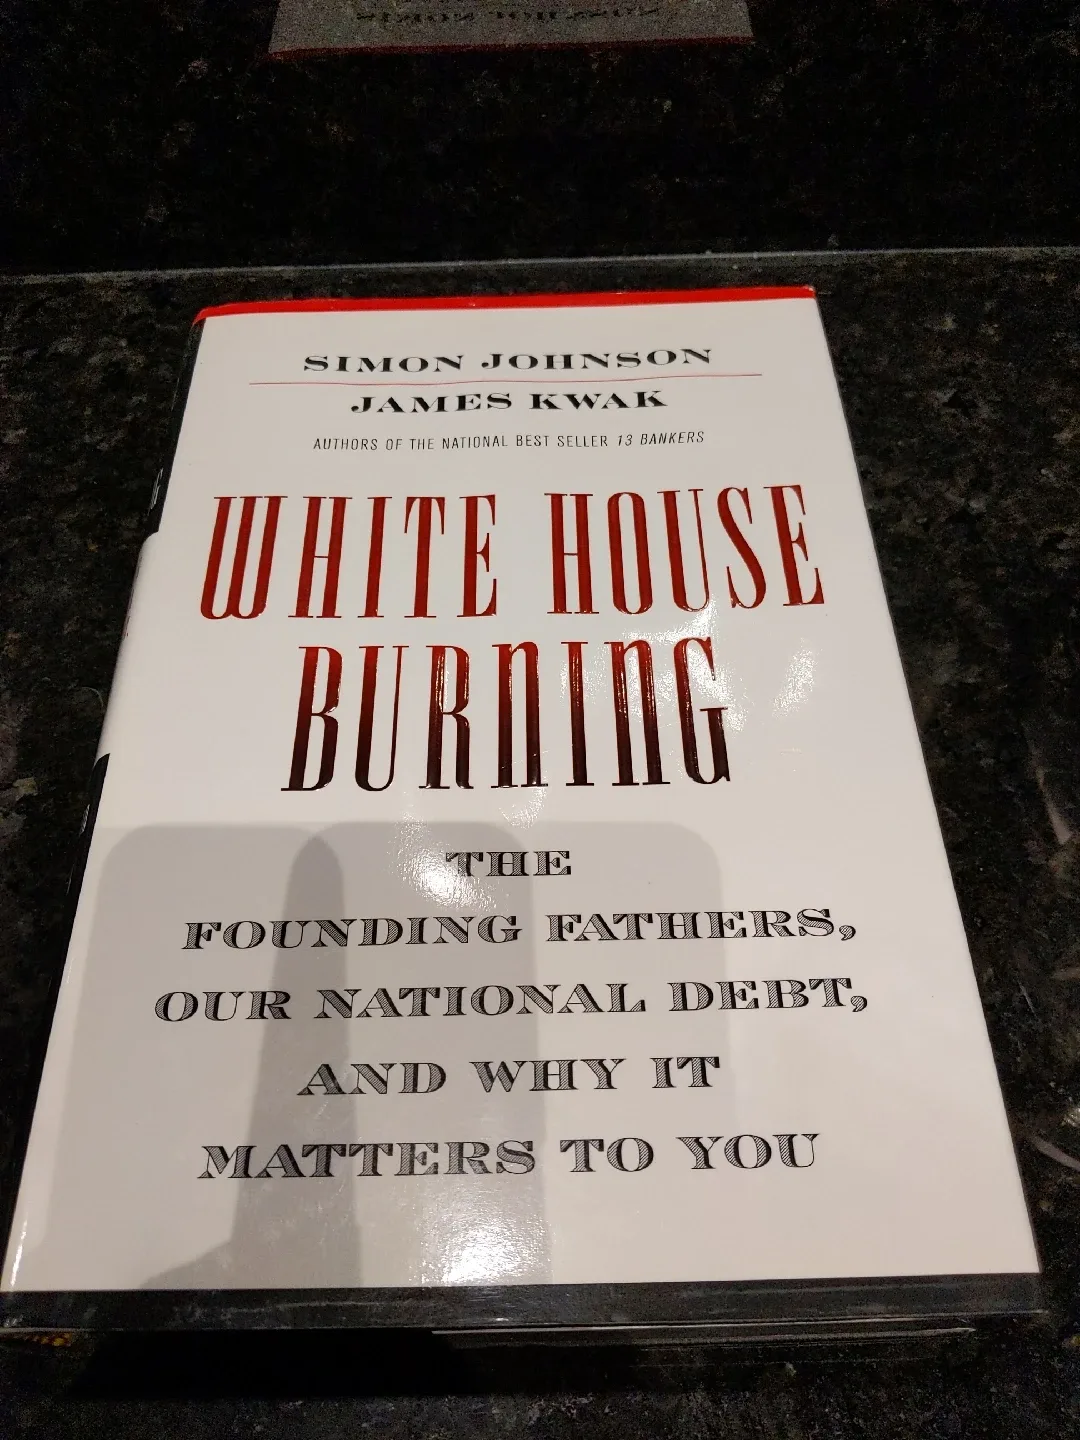 SIMON JOHNSON
JAMES KWAK
AUTHORS OF THE NATIONAL BEST SELLER 13 BANKERS
WHITE HOUSE
BURNING
THE
FOUNDING FATHERS,
OUR NATIONAL DEBT,
AND WHY IT
MATTERS TO YOU